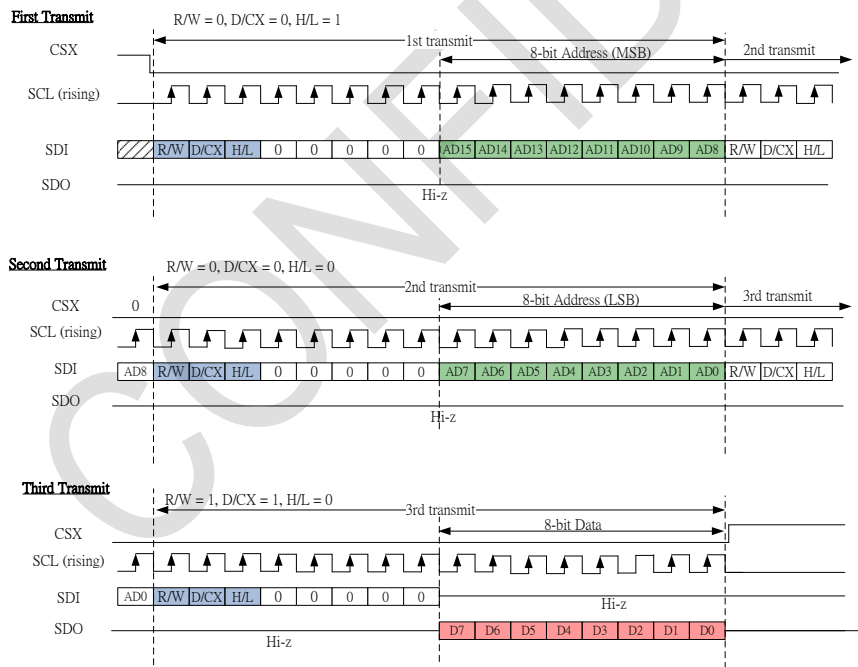 First Transmit
R/W = 0, D/CX = 0, H/L = 1
CSX
1st transmit
8-bit Address (MSB)
2nd transmit
SCL (rising)
SDI R/W D/CX H/L 0 0 0 0 0 AD15 AD14 AD13 AD12 AD11 AD10 AD9 AD8 R/W D/CX H/L
SDO
Hi-z
Second Transmit
R/W = 0, D/CX = 0, H/L = 0
2nd transmit
CSX 0
8-bit Address (LSB)
3rd transmit
SCL (rising)
SDI AD8 R/W D/CX H/L 0 0 0 0 0 AD7 AD6 AD5 AD4 AD3 AD2 AD1 AD0 R/W D/CX H/L
SDO
Hi-z
Third Transmit
R/W = 1, D/CX = 1, H/L = 0
3rd transmit
CSX
8-bit Data
SCL (rising)
SDI AD0 R/W D/CX H/L 0 0 0 0 0
Hi-z
SDO
Hi-z
D7 D6 D5 D4 D3 D2 D1 D0
CONFID